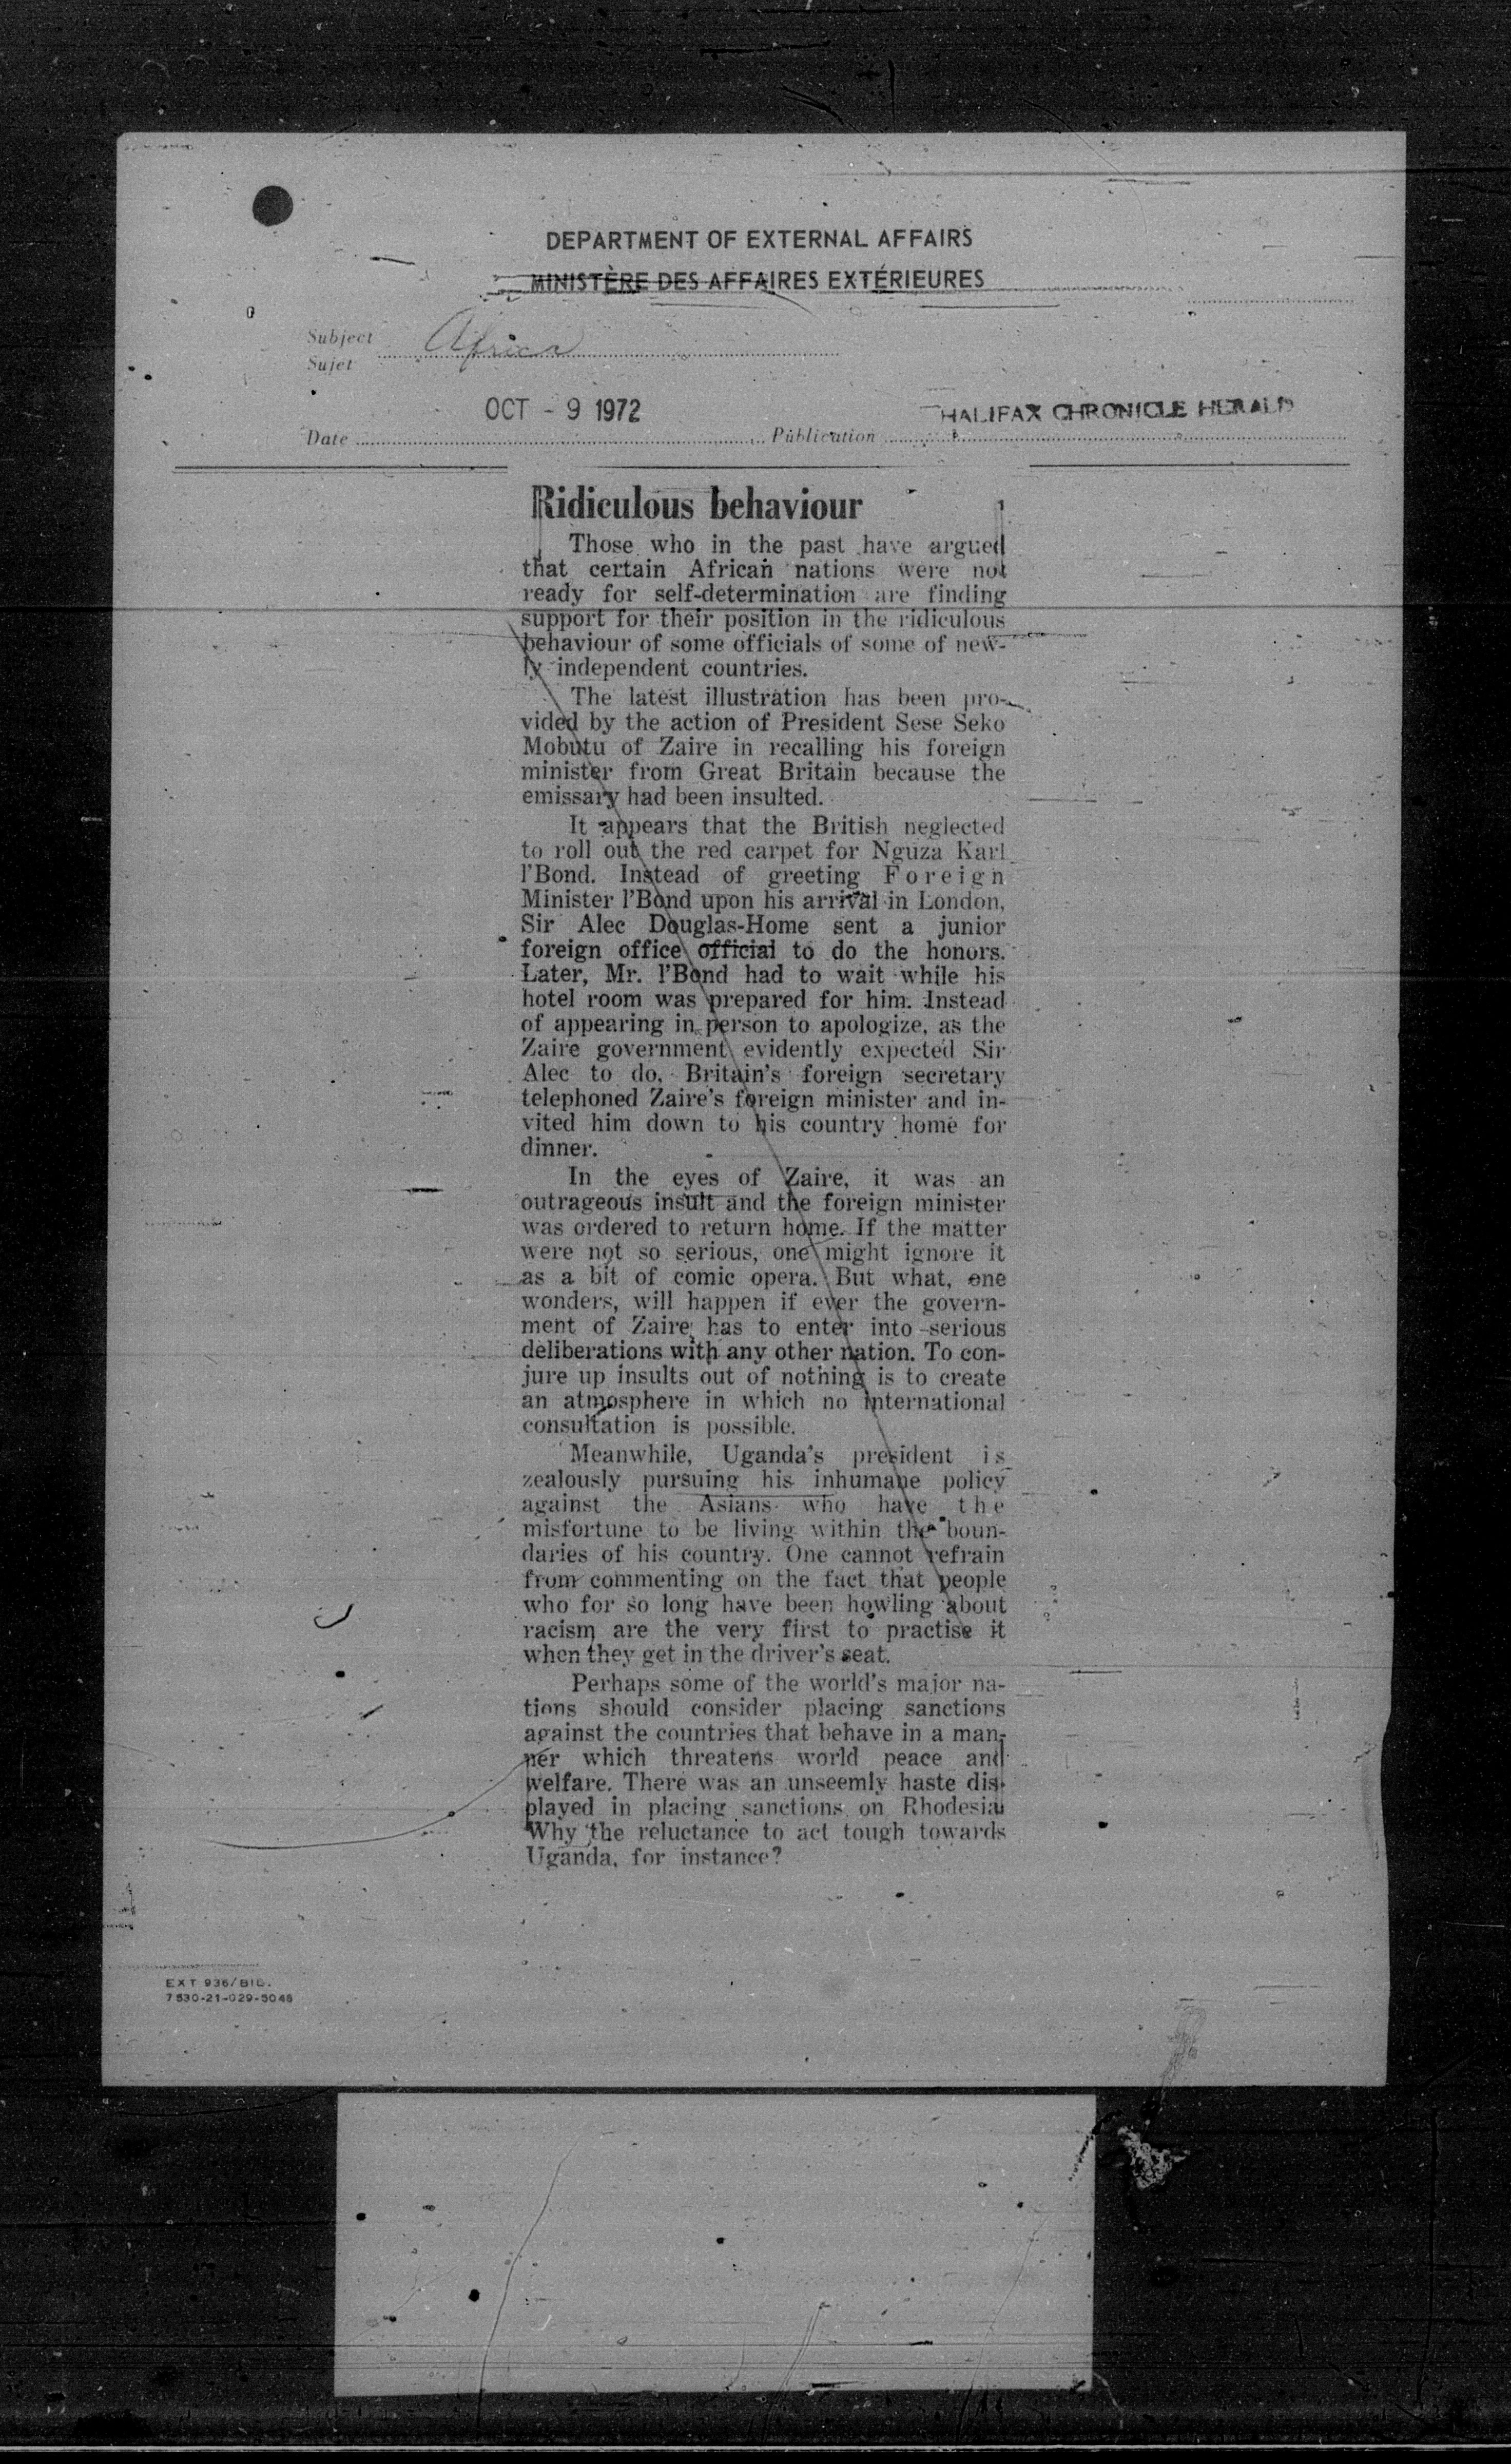 DEPARTMENT OF EXTERNAL AFFAIRS
MINISTÈRE DES AFFAIRES EXTÉRIEURES
Subject
Africa
Sujet
OCT - 9 1972
HALIFAX CHRONICLE HERALD
Date
Publication
Ridiculous behaviour
Those who in the past have argued
that certain African nations were not
ready for self-determination are finding
support for their position in the ridiculous
behaviour of some officials of some of new-
ly independent countries.
The latest illustration has been pro-
vided by the action of President Sese Seko
Mobutu of Zaire in recalling his foreign
minister from Great Britain because the
emissary had been insulted.
It appears that the British neglected
to roll out the red carpet for Nguza Karl
l'Bond. Instead of greeting Foreign
Minister l'Bond upon his arrival in London,
Sir Alec Douglas-Home sent a junior
foreign office official to do the honors.
Later, Mr. l'Bond had to wait while his
hotel room was prepared for him. Instead
of appearing in person to apologize, as the
Zaire government evidently expected Sir
Alec to do, Britain's foreign secretary
telephoned Zaire's foreign minister and in-
vited him down to his country home for
dinner.
In the eyes of Zaire, it was an
outrageous insult and the foreign minister
was ordered to return home. If the matter
were not so serious, one might ignore it
as a bit of comic opera. But what, one
wonders, will happen if ever the govern-
ment of Zaire has to enter into serious
deliberations with any other nation. To con-
jure up insults out of nothing is to create
an atmosphere in which no international
consultation is possible.
Meanwhile, Uganda's president is
zealously pursuing his inhumane policy
against the Asians who have the
misfortune to be living within the boun-
daries of his country. One cannot refrain
from commenting on the fact that people
who for so long have been howling about
racism are the very first to practise it
when they get in the driver's seat.
Perhaps some of the world's major na-
tions should consider placing sanctions
against the countries that behave in a man-
ner which threatens world peace and
welfare. There was an unseemly haste dis-
played in placing sanctions on Rhodesia
Why the reluctance to act tough towards
Uganda, for instance?
EXT 936/BIL.
7530-21-029-5048